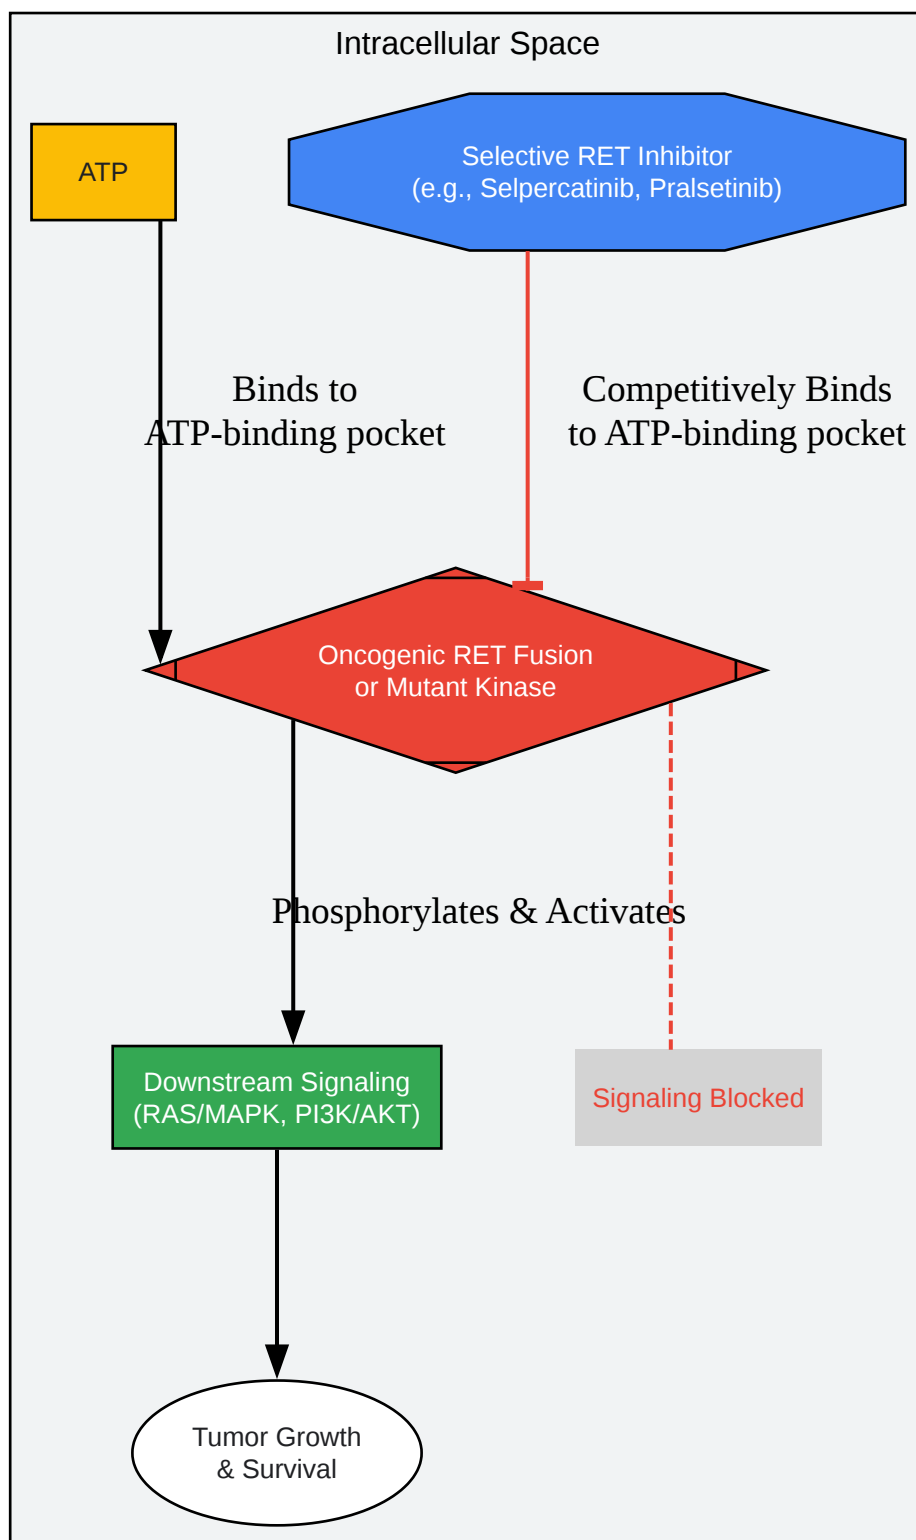 Intracellular Space
ATP
Selective RET Inhibitor
(e.g., Selpercatinib, Pralsetinib)
Binds to
ATP-binding pocket
Competitively Binds
to ATP-binding pocket
Oncogenic RET Fusion
or Mutant Kinase
Phosphorylates & Activates
Downstream Signaling
(RAS/MAPK, PI3K/AKT)
Signaling Blocked
Tumor Growth
& Survival